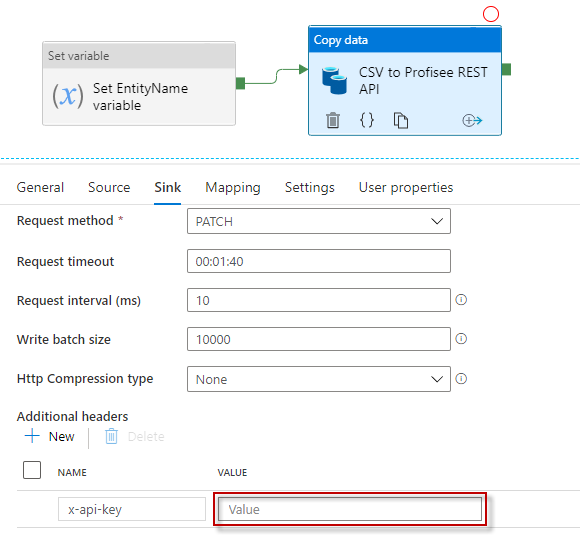 Set variable
(x)
Set EntityName
variable
Copy data
CSV to Profisee REST
API
{}
General Source Sink Mapping Settings User properties
Request method * PATCH
Request timeout 00:01:40
Request interval (ms) 10
Write batch size 10000
Http Compression type None
Additional headers
+ New Delete
NAME VALUE
x-api-key Value